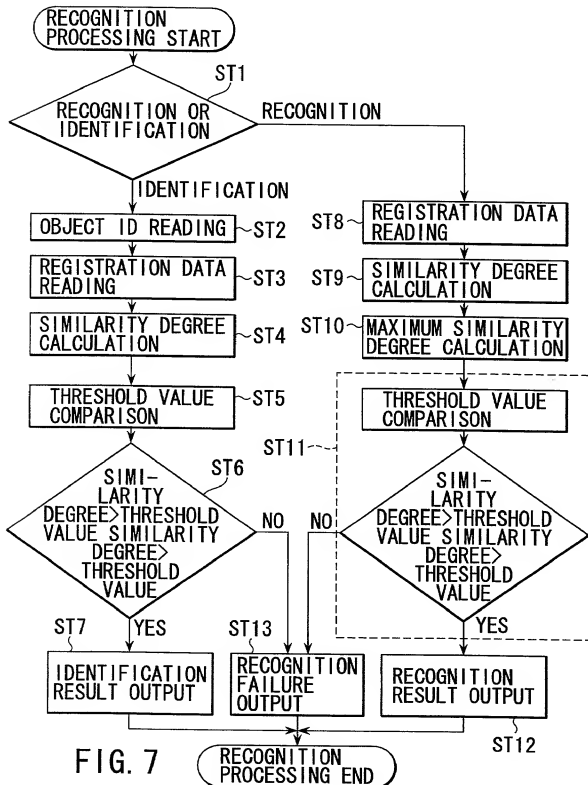 RECOGNITION
PROCESSING START
ST1
RECOGNITION OR
IDENTIFICATION
RECOGNITION
IDENTIFICATION
OBJECT ID READING
ST2
REGISTRATION DATA
READING
ST3
SIMILARITY DEGREE
CALCULATION
ST4
THRESHOLD VALUE
COMPARISON
ST5
ST6
SIMI-
LARITY
DEGREE>THRESHOLD
VALUE SIMILARITY
DEGREE>
THRESHOLD
VALUE
NO
YES
ST7
IDENTIFICATION
RESULT OUTPUT
ST8
REGISTRATION DATA
READING
ST9
SIMILARITY DEGREE
CALCULATION
ST10
MAXIMUM SIMILARITY
DEGREE CALCULATION
THRESHOLD VALUE
COMPARISON
ST11
SIMI-
LARITY
DEGREE>THRESHOLD
VALUE SIMILARITY
DEGREE>
THRESHOLD
VALUE
NO
YES
ST13
RECOGNITION
FAILURE
OUTPUT
RECOGNITION
RESULT OUTPUT
ST12
RECOGNITION
PROCESSING END
FIG. 7